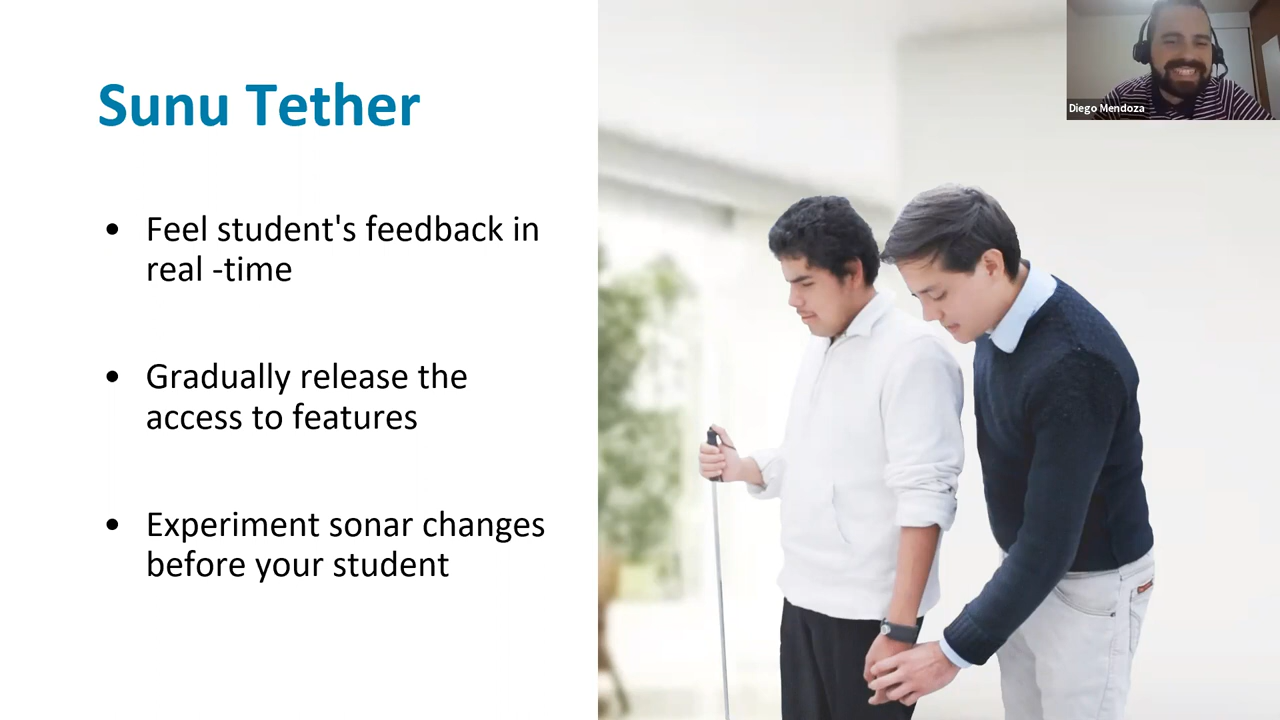 Sunu Tether
Diego Mendoza
• Feel student's feedback in
real -time
• Gradually release the
access to features
• Experiment sonar changes
before your student